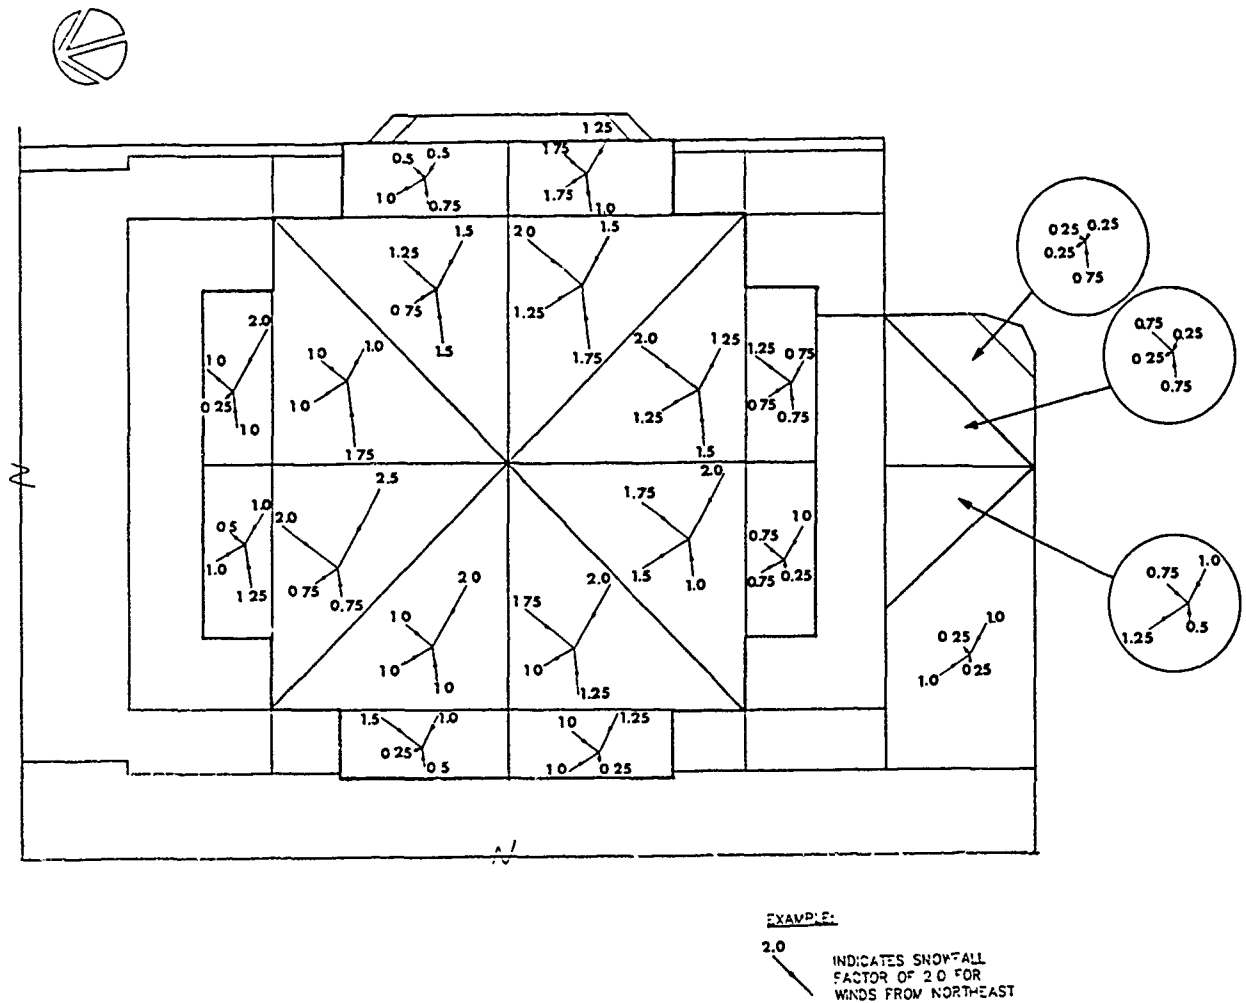 1 25
0.5 0.5
1 0 0.75
1 75
1.75 1.0
0 25 0.25
0.25
0 75
1.25 1.5
0 75
1.5
2 0 1.5
1.25
1.75
2.0
1 0
0 25
1 0
1 0 1.0
1 0
1 75
2.0 1 25
1.25
1.5
1.25 0 75
0 75
0.75
0.75 0.25
0 25
0.75
0 5 1.0
1.0
1 25
2.0 2.5
0 75
0.75
1.75 2.0
1.5
1.0
1 0
0.75
0.75 0.25
0.75 1.0
1.25 0.5
1 0 2 0
1 0
1 0
1 75 2.0
1 0
1.25
1.0
0 25
1.0 0 25
1.5 1.0
0 25
0 5
1 0 1.25
1 0 0 25
EXAMPLE:
2.0
INDICATES SNOWFALL
FACTOR OF 2 0 FOR
WINDS FROM NORTHEAST